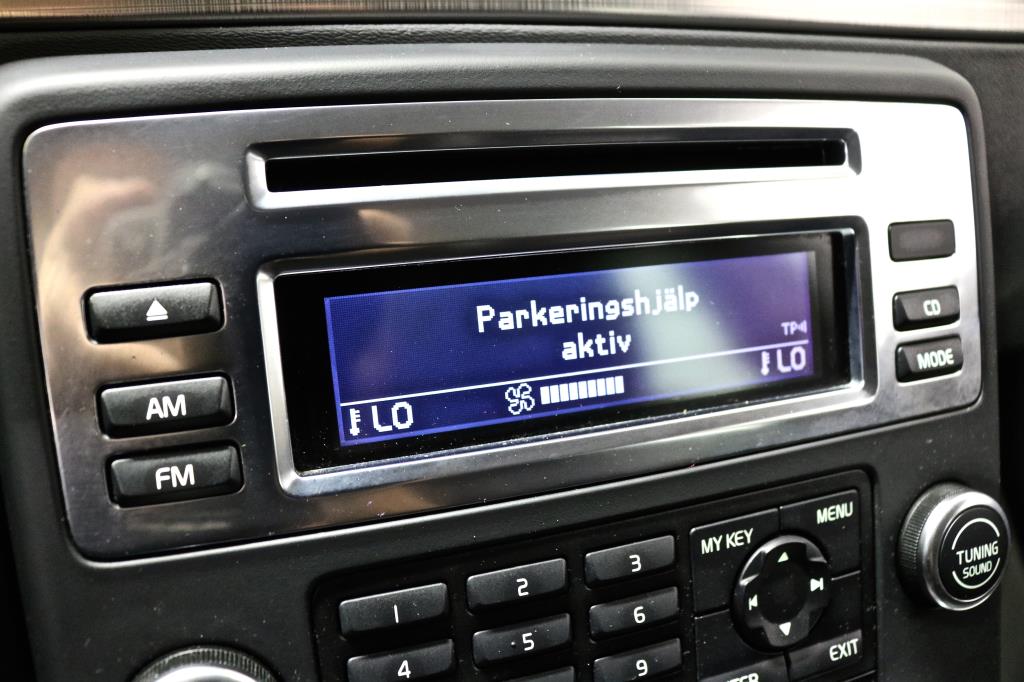 Parkeringshjälp
aktiv
TP
LO
LO
AM
FM
CD
MODE
MY KEY
MENU
EXIT
TUNING
SOUND
1
2
3
4
5
6
9